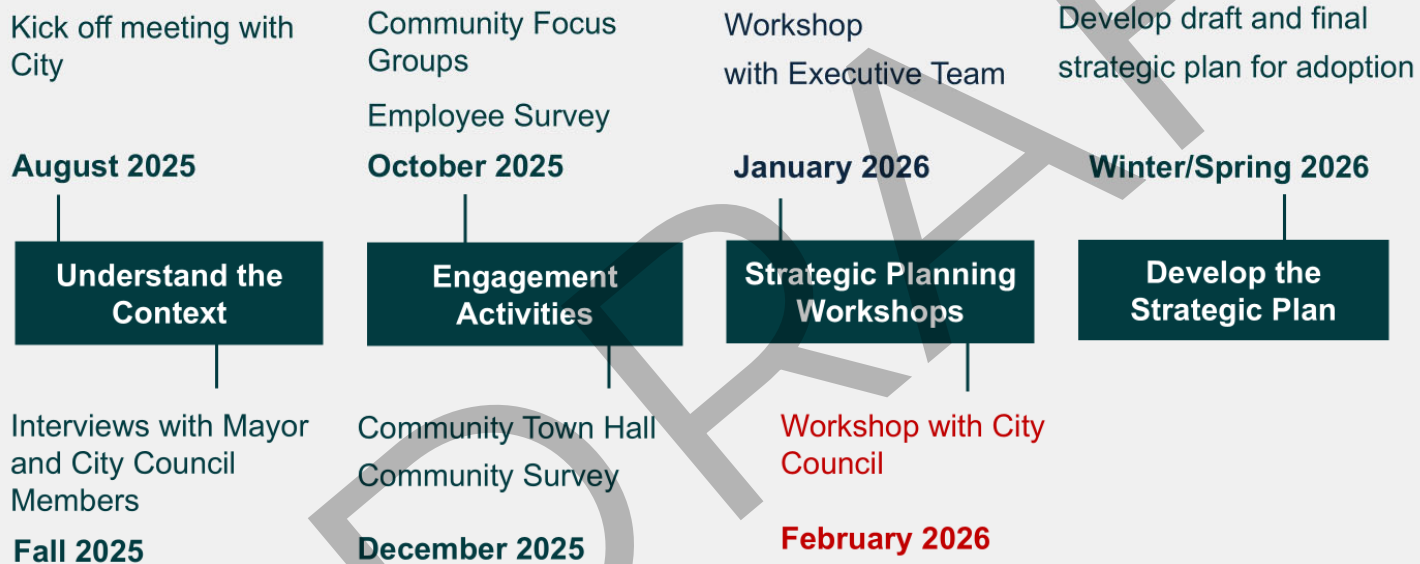 Kick off meeting with
City
August 2025
Understand the
Context
Interviews with Mayor
and City Council
Members
Fall 2025
Community Focus
Groups
Employee Survey
October 2025
Engagement
Activities
Community Town Hall
Community Survey
December 2025
Workshop
with Executive Team
January 2026
Strategic Planning
Workshops
Workshop with City
Council
February 2026
Develop draft and final
strategic plan for adoption
Winter/Spring 2026
Develop the
Strategic Plan